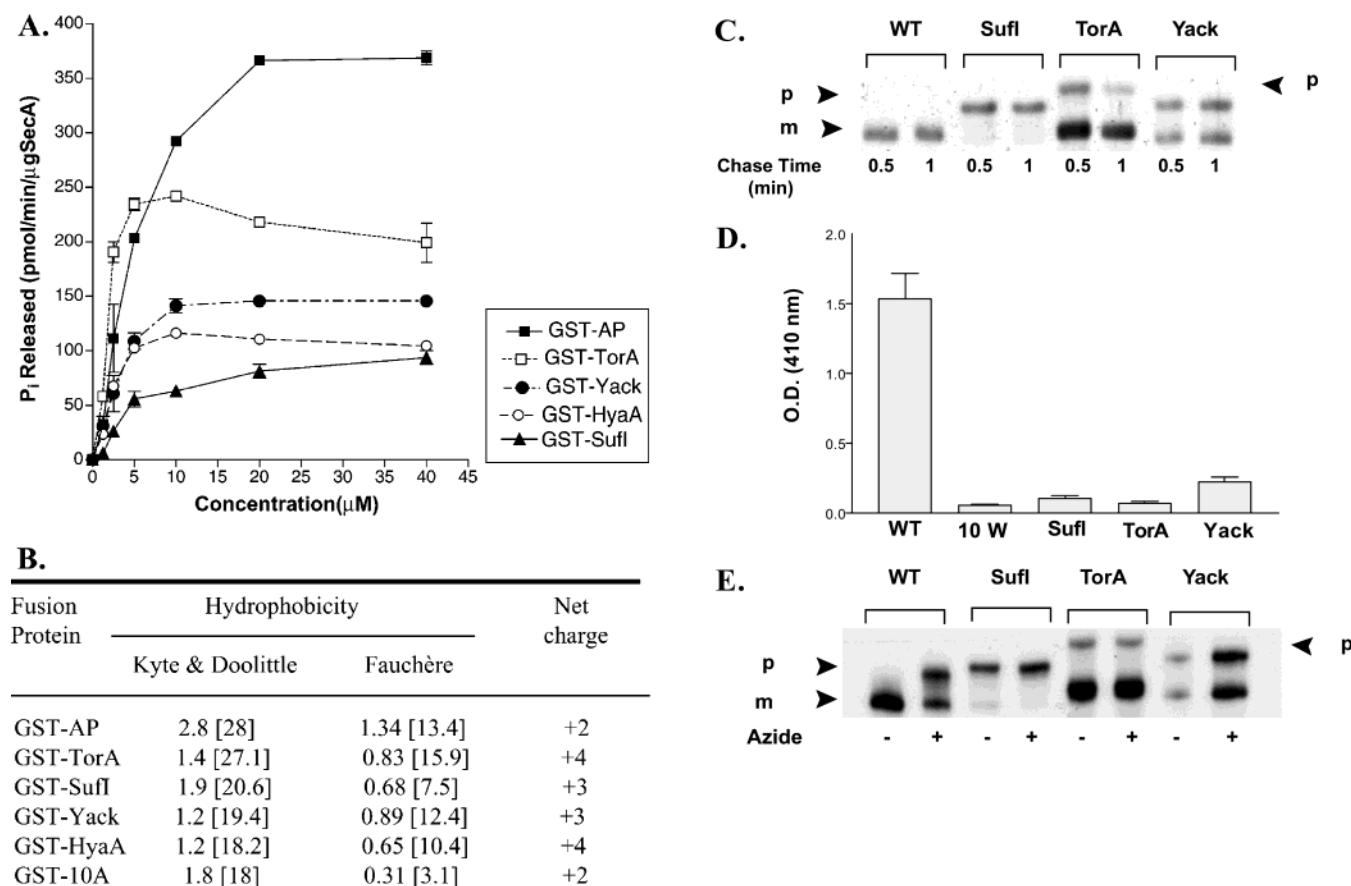 A.
400
350
300
250
200
150
100
50
0
Pi Released (pmol/min/μgSecA)
0 5 10 15 20 25 30 35 40 45
Concentration(μM)
GST-AP
GST-TorA
GST-Yack
GST-HyaA
GST-SufI
B.
Fusion Protein Hydrophobicity Net charge
Kyte & Doolittle Fauchère
GST-AP 2.8 [28] 1.34 [13.4] +2
GST-TorA 1.4 [27.1] 0.83 [15.9] +4
GST-SufI 1.9 [20.6] 0.68 [7.5] +3
GST-Yack 1.2 [19.4] 0.89 [12.4] +3
GST-HyaA 1.2 [18.2] 0.65 [10.4] +4
GST-10A 1.8 [18] 0.31 [3.1] +2
C.
WT SufI TorA Yack
p p
m
Chase Time 0.5 1 0.5 1 0.5 1 0.5 1
(min)
D.
2.0
1.5
1.0
0.5
0.0
O.D. (410 nm)
WT 10 W SufI TorA Yack
E.
WT SufI TorA Yack
p p
m
Azide - + - + - + - +